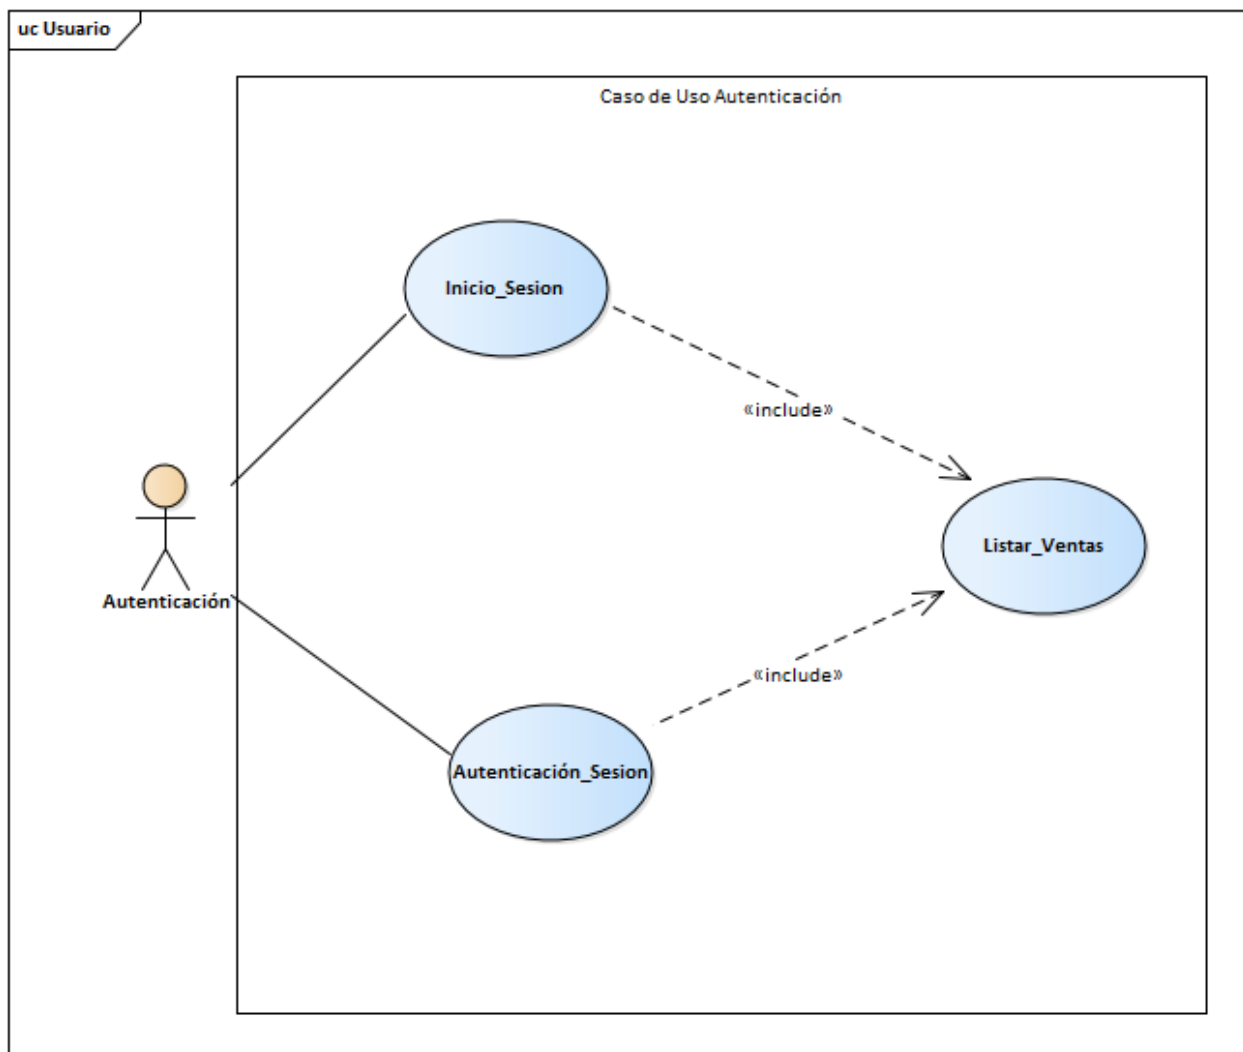 uc Usuario
Caso de Uso Autenticación
Inicio_Sesion
«include»
Listar_Ventas
Autenticación
«include»
Autenticación_Sesion